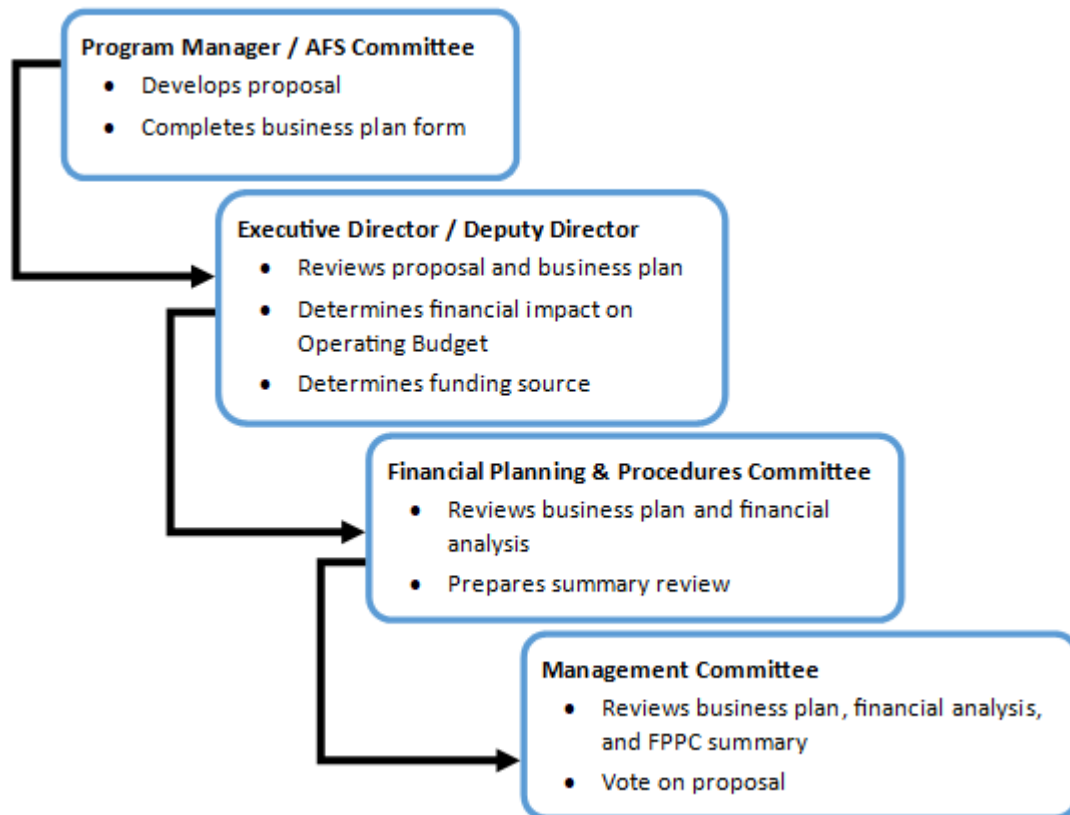 Program Manager / AFS Committee
• Develops proposal
• Completes business plan form
Executive Director / Deputy Director
• Reviews proposal and business plan
• Determines financial impact on
Operating Budget
• Determines funding source
Financial Planning & Procedures Committee
• Reviews business plan and financial
analysis
• Prepares summary review
Management Committee
• Reviews business plan, financial analysis,
and FPPC summary
• Vote on proposal